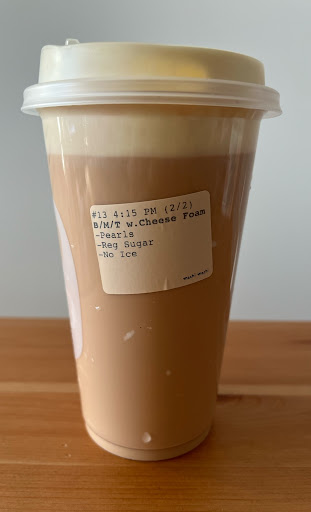 #13 4:15 PM (2/2)
B/M/T w.Cheese Foam
-Pearls
-Reg Sugar
-No Ice